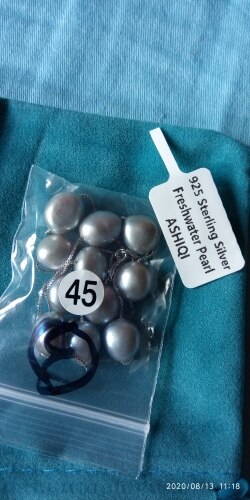 925 Sterling Silver
Freshwater Pearl
ASHIQI
45
2020/08/13 11:18